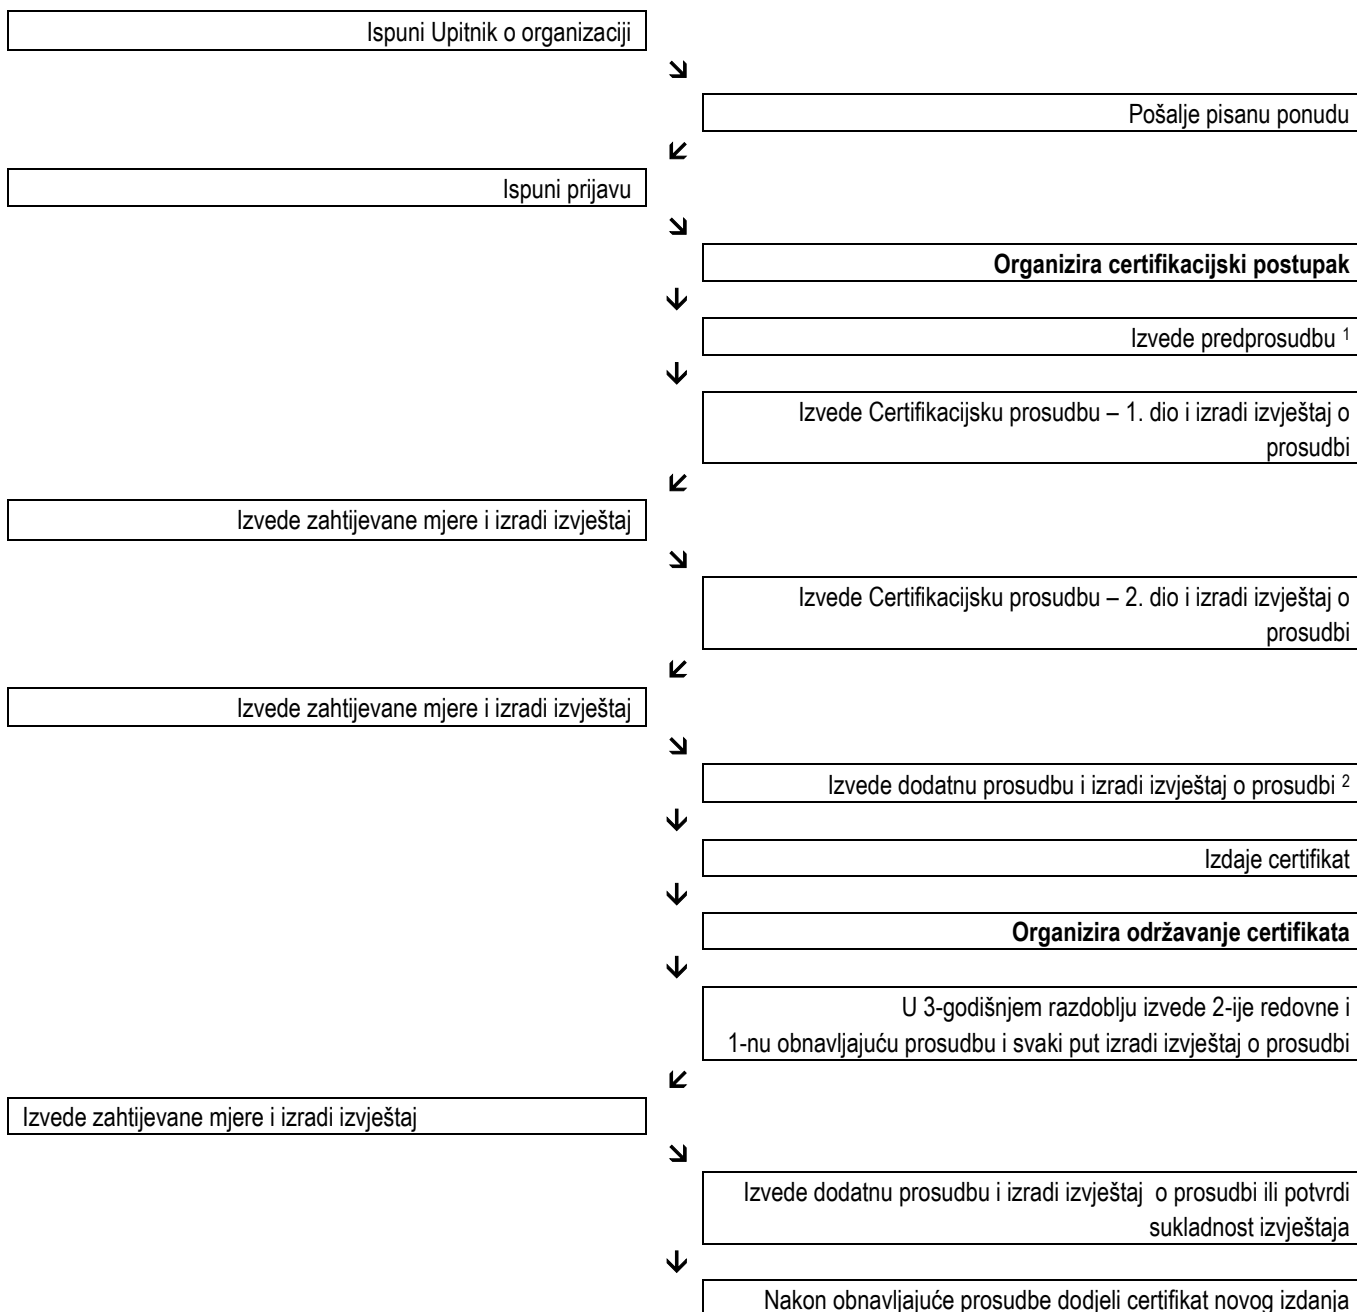 Ispuni Upitnik o organizaciji
Pošalje pisanu ponudu
Ispuni prijavu
Organizira certifikacijski postupak
Izvede predprosudbu 1
Izvede Certifikacijsku prosudbu – 1. dio i izradi izvještaj o
prosudbi
Izvede zahtijevane mjere i izradi izvještaj
Izvede Certifikacijsku prosudbu – 2. dio i izradi izvještaj o
prosudbi
Izvede zahtijevane mjere i izradi izvještaj
Izvede dodatnu prosudbu i izradi izvještaj o prosudbi 2
Izdaje certifikat
Organizira održavanje certifikata
U 3-godišnjem razdoblju izvede 2-ije redovne i
1-nu obnavljajuću prosudbu i svaki put izradi izvještaj o prosudbi
Izvede zahtijevane mjere i izradi izvještaj
Izvede dodatnu prosudbu i izradi izvještaj o prosudbi ili potvrdi
sukladnost izvještaja
Nakon obnavljajuće prosudbe dodjeli certifikat novog izdanja